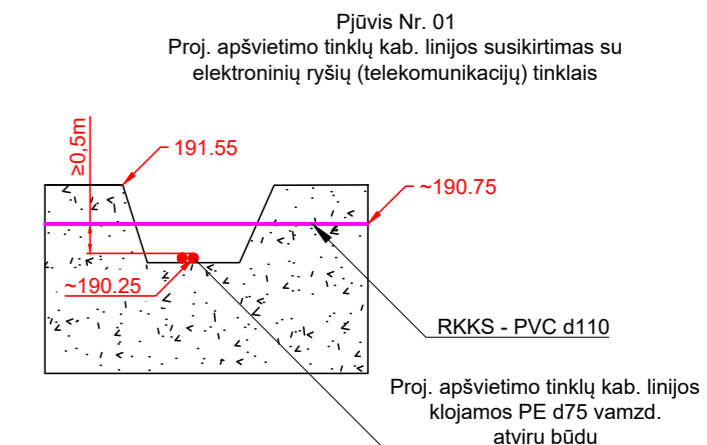 Pjūvis Nr. 01
Proj. apšvietimo tinklų kab. linijos susikirtimas su
elektroninių ryšių (telekomunikacijų) tinklais
≥0,5m
191.55
~190.75
~190.25
RKKS - PVC d110
Proj. apšvietimo tinklų kab. linijos
klojamos PE d75 vamzd.
atviru būdu